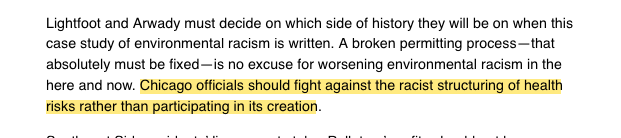 Lightfoot and Arwady must decide on which side of history they will be on when this
case study of environmental racism is written. A broken permitting process—that
absolutely must be fixed—is no excuse for worsening environmental racism in the
here and now. Chicago officials should fight against the racist structuring of health
risks rather than participating in its creation.